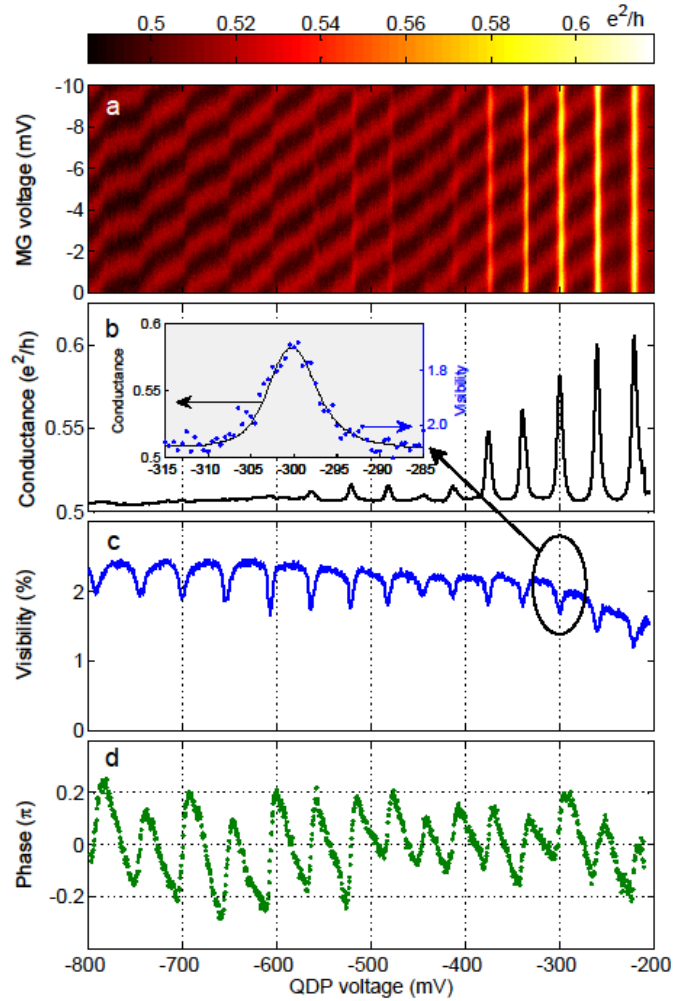 0.5 0.52 0.54 0.56 0.58 0.6 e²/h
a
MG voltage (mV)
-10
-8
-6
-4
-2
0
b
Conductance (e²/h)
0.6
0.55
0.5
Conductance
0.6
0.55
0.5
1.8
2.0
Visibility
-315 -310 -305 -300 -295 -290 -285
c
Visibility (%)
2
1
0
d
Phase (π)
0.2
0
-0.2
-800 -700 -600 -500 -400 -300 -200
QDP voltage (mV)